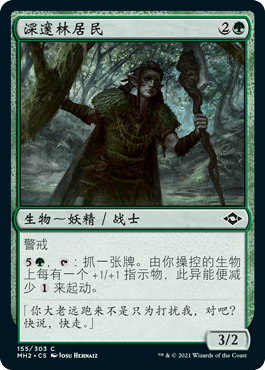 深邃林居民 2
生物～妖精／战士
警戒
5，：抓一张牌。由你操控的生物
上每有一个 +1/+1 指示物，此异能便减
少 1 来起动。
「你大老远跑来不是只为打扰我，对吧？
快说，快走。」
3/2
155/303 C
MH2 • CS JOSU HERNAIZ
™ & © 2021 Wizards of the Coast